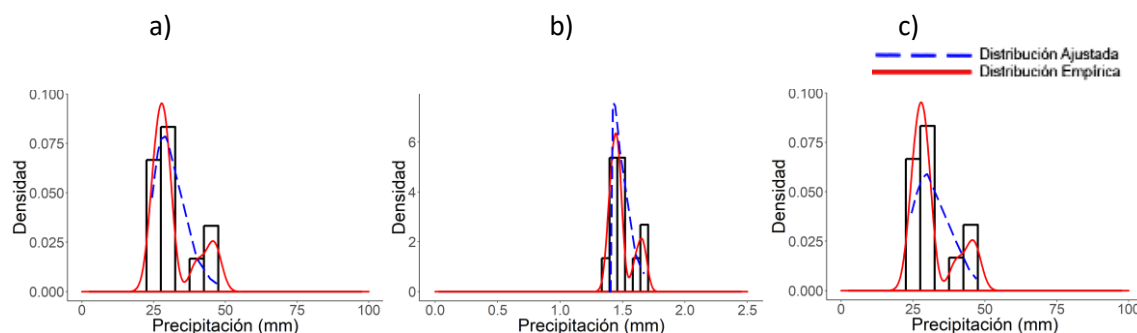 a)
b)
c)
Distribución Ajustada
Distribución Empírica
Densidad
0.100
0.075
0.050
0.025
0.000
0
25
50
75
100
Precipitación (mm)
Densidad
6
4
2
0
0.0
0.5
1.0
1.5
2.0
2.5
Precipitación (mm)
Densidad
0.100
0.075
0.050
0.025
0.000
0
25
50
75
100
Precipitación (mm)